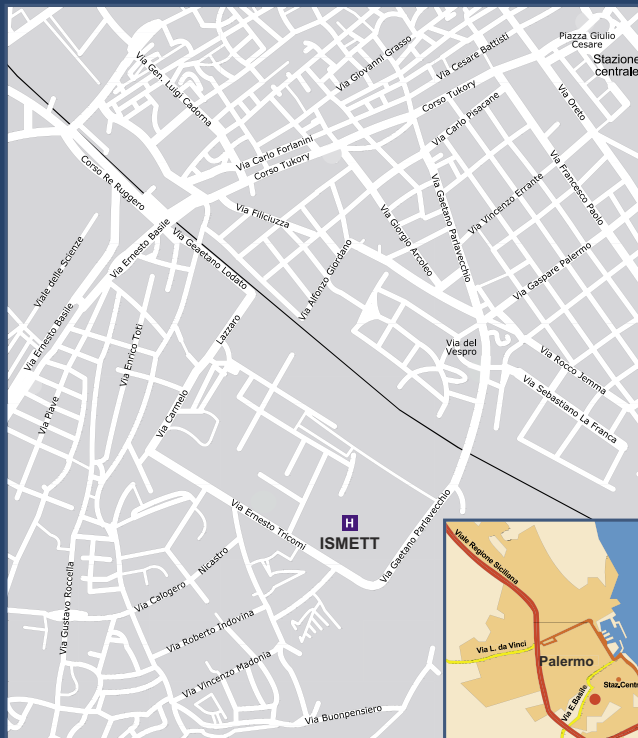 Piazza Giulio
Cesare
Stazione
centrale
Via Giovanni Grasso
Via Cesare Battisti
Via Gen. Luigi Cadorna
Corso Tukory
Via Oreto
Via Carlo Pisacane
Via Carlo Forlanini
Corso Tukory
Corso Re Ruggero
Via Francesco Paolo
Via Gaetano Parlavecchio
Via Vincenzo Errante
Via Filiciuzza
Via Giorgio Arcoleo
Via Ernesto Basile
Via Geaetano Lodato
Viale delle Scienze
Via Alfonzo Giordano
Via Gaspare Palermo
Via Ernesto Basile
Via Enrico Toti
Lazzaro
Via del
Vespro
Via Rocco Jemma
Via Sebastiano La Franca
Via Piave
Via Carmelo
Via Ernesto Tricomi
H
ISMETT
Via Gaetano Parlavecchio
Nicastro
Via Calogero
Via Gustavo Roccella
Via Roberto Indovina
Via Vincenzo Madonia
Via Buonpensiero
Viale Regione Siciliana
Via L. da Vinci
Palermo
Staz.Centr
Via E.Basile